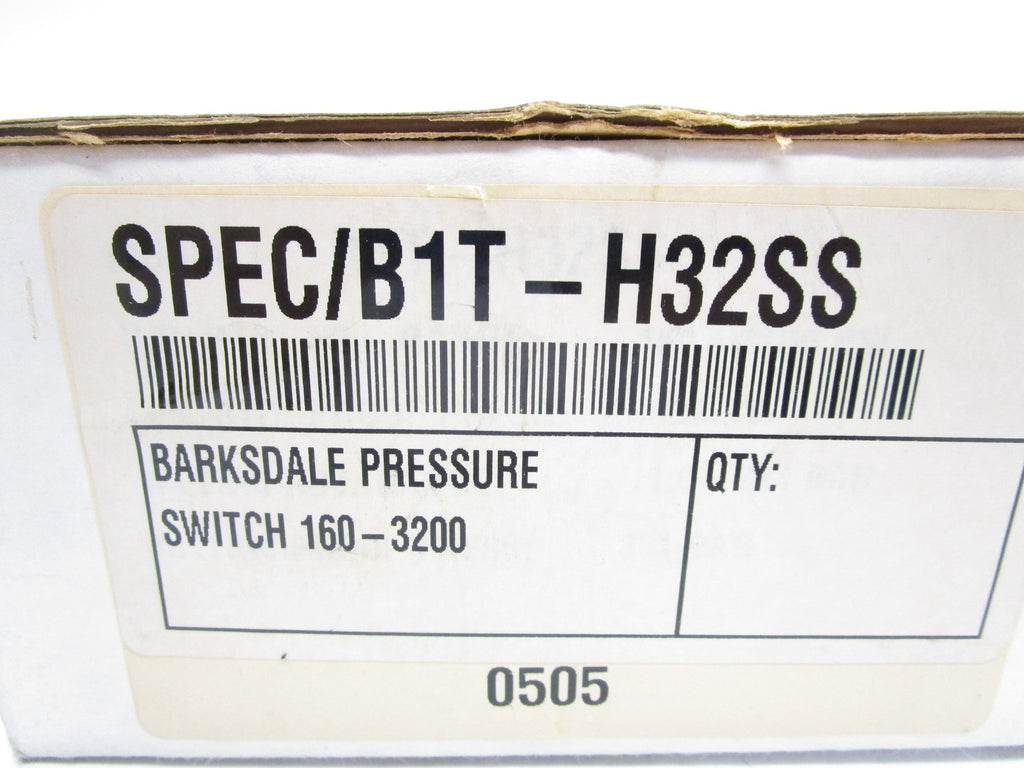 SPEC/B1T-H32SS
BARKSDALE PRESSURE
SWITCH 160-3200
QTY:
0505